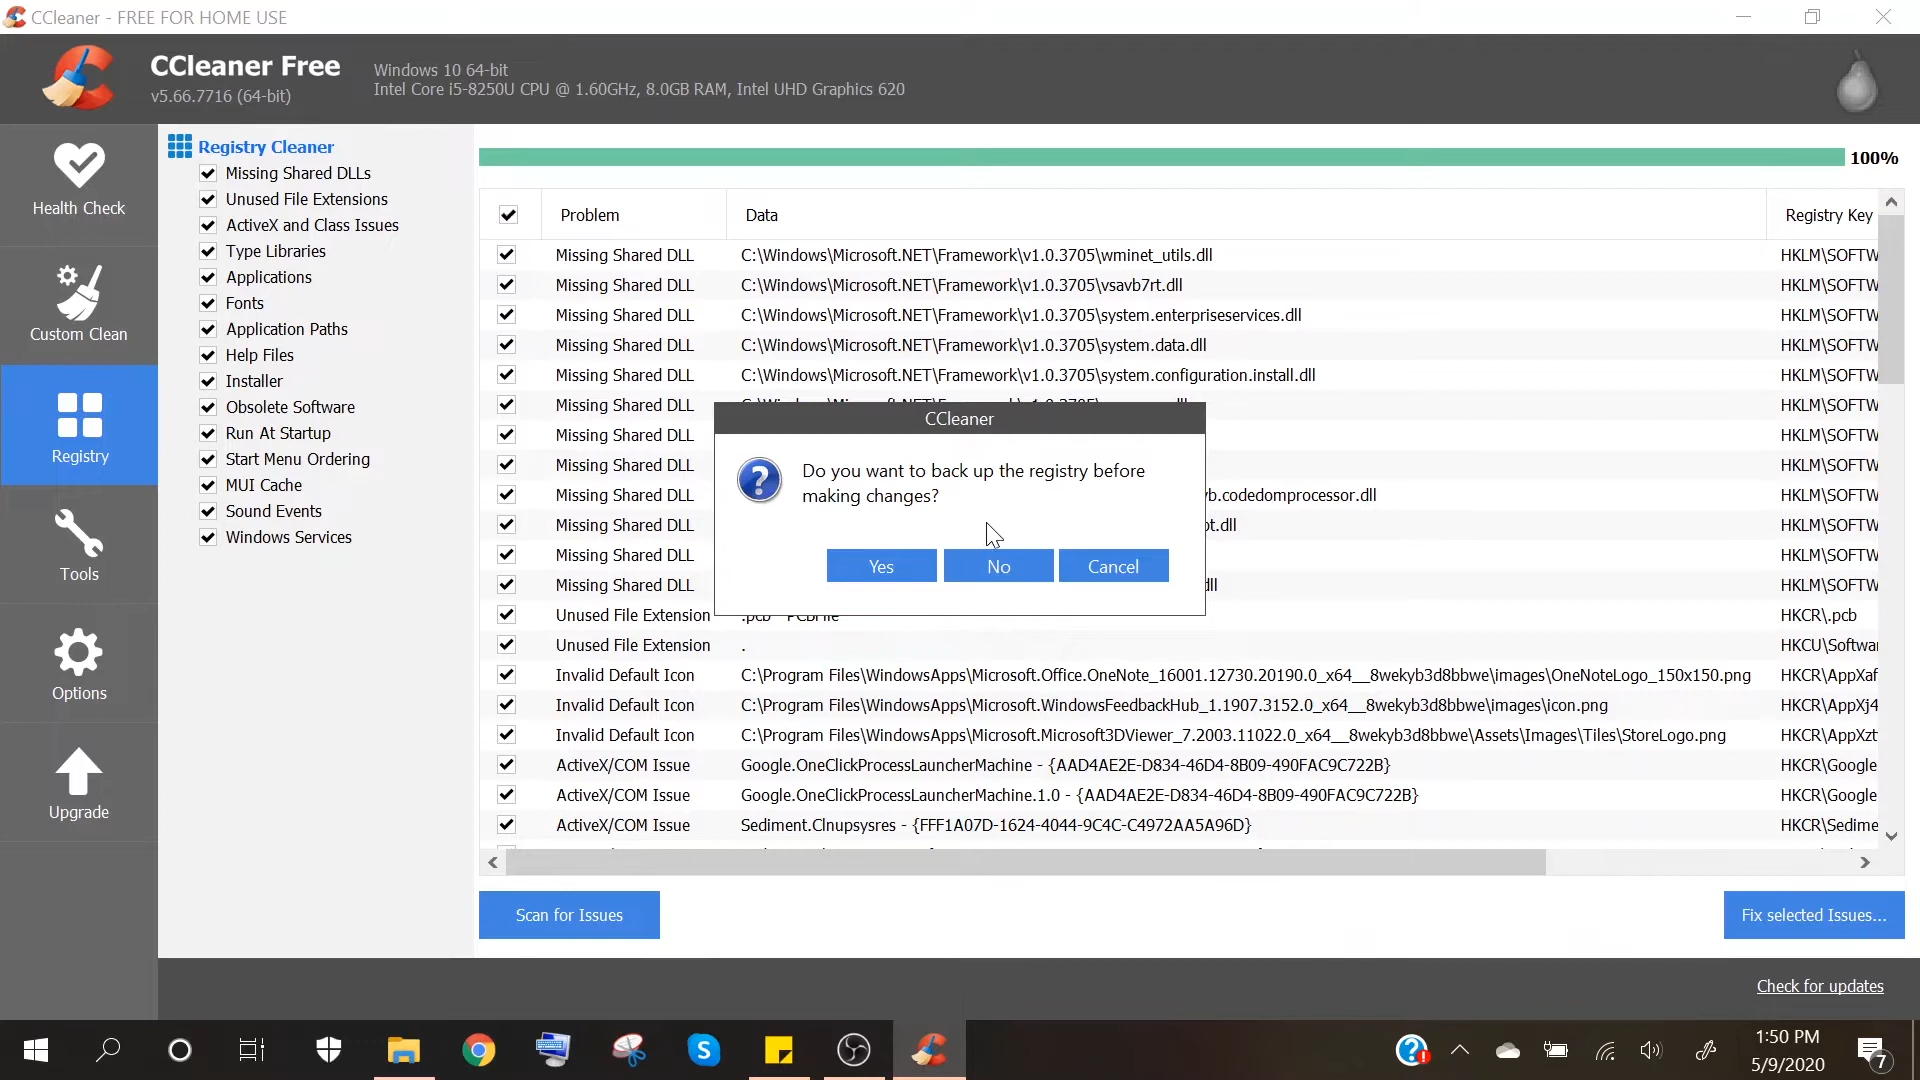 CCleaner - FREE FOR HOME USE
CCleaner Free
v5.66.7716 (64-bit)
Windows 10 64-bit
Intel Core i5-8250U CPU @ 1.60GHz, 8.0GB RAM, Intel UHD Graphics 620
Health Check
Custom Clean
Registry
Tools
Options
Upgrade
Registry Cleaner
Missing Shared DLLs
Unused File Extensions
ActiveX and Class Issues
Type Libraries
Applications
Fonts
Application Paths
Help Files
Installer
Obsolete Software
Run At Startup
Start Menu Ordering
MUI Cache
Sound Events
Windows Services
100%
Problem Data Registry Key
Missing Shared DLL C:\Windows\Microsoft.NET\Framework\v1.0.3705\wminet_utils.dll HKLM\SOFTW
Missing Shared DLL C:\Windows\Microsoft.NET\Framework\v1.0.3705\vsavb7rt.dll HKLM\SOFTW
Missing Shared DLL C:\Windows\Microsoft.NET\Framework\v1.0.3705\system.enterpriseservices.dll HKLM\SOFTW
Missing Shared DLL C:\Windows\Microsoft.NET\Framework\v1.0.3705\system.data.dll HKLM\SOFTW
Missing Shared DLL C:\Windows\Microsoft.NET\Framework\v1.0.3705\system.configuration.install.dll HKLM\SOFTW
Missing Shared DLL HKLM\SOFTW
Missing Shared DLL HKLM\SOFTW
Missing Shared DLL HKLM\SOFTW
Missing Shared DLL b.codedomprocessor.dll HKLM\SOFTW
Missing Shared DLL t.dll HKLM\SOFTW
Missing Shared DLL HKLM\SOFTW
Missing Shared DLL dll HKLM\SOFTW
Unused File Extension .pcb - PCBFile HKCR\.pcb
Unused File Extension . HKCU\Softwar
Invalid Default Icon C:\Program Files\WindowsApps\Microsoft.Office.OneNote_16001.12730.20190.0_x64__8wekyb3d8bbwe\images\OneNoteLogo_150x150.png HKCR\AppXaf
Invalid Default Icon C:\Program Files\WindowsApps\Microsoft.WindowsFeedbackHub_1.1907.3152.0_x64__8wekyb3d8bbwe\images\icon.png HKCR\AppXj4
Invalid Default Icon C:\Program Files\WindowsApps\Microsoft.Microsoft3DViewer_7.2003.11022.0_x64__8wekyb3d8bbwe\Assets\Images\Tiles\StoreLogo.png HKCR\AppXzt
ActiveX/COM Issue Google.OneClickProcessLauncherMachine - {AAD4AE2E-D834-46D4-8B09-490FAC9C722B} HKCR\Google
ActiveX/COM Issue Google.OneClickProcessLauncherMachine.1.0 - {AAD4AE2E-D834-46D4-8B09-490FAC9C722B} HKCR\Google
ActiveX/COM Issue Sediment.Clnupsysres - {FFF1A07D-1624-4044-9C4C-C4972AA5A96D} HKCR\Sedime
CCleaner
Do you want to back up the registry before
making changes?
Yes No Cancel
Scan for Issues
Fix selected Issues...
Check for updates
1:50 PM
5/9/2020
7